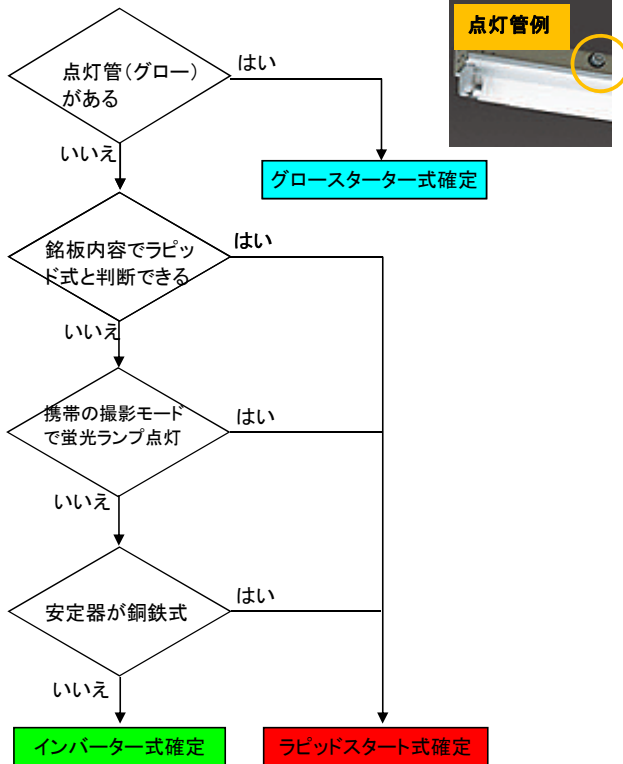 点灯管例
点灯管(グロー)
がある
はい
いいえ
グロースターター式確定
銘板内容でラピッ
ド式と判断できる
はい
いいえ
携帯の撮影モード
で蛍光ランプ点灯
はい
いいえ
安定器が銅鉄式
はい
いいえ
インバーター式確定
ラピッドスタート式確定